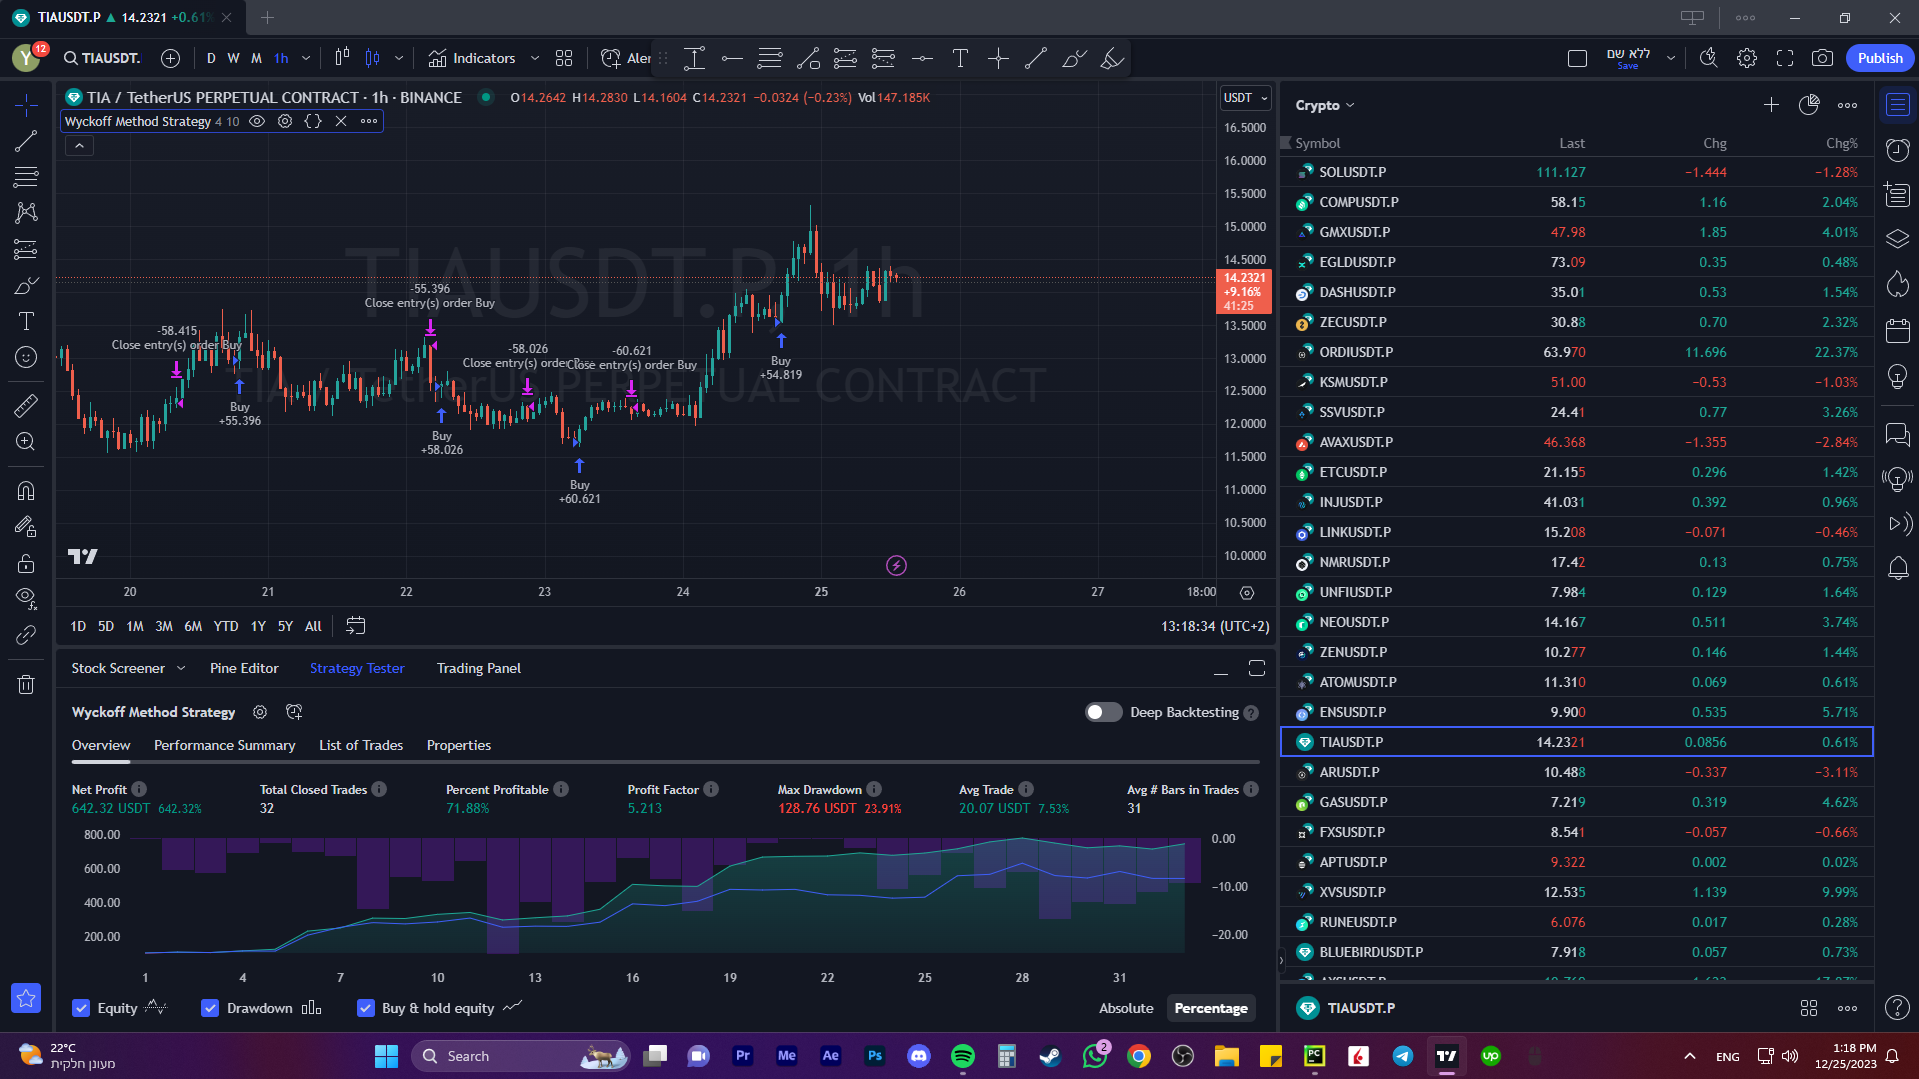 TIAUSDT.P ▲ 14.2321 +0.61%
Y 12 TIAUSDT. D W M 1h Indicators Aler ללא שם Save Publish
TIA / TetherUS PERPETUAL CONTRACT · 1h · BINANCE O14.2642 H14.2830 L14.1604 C14.2321 −0.0324 (−0.23%) Vol147.185K
Wyckoff Method Strategy 4 10
USDT
16.5000
16.0000
15.5000
15.0000
14.5000
14.2321
+9.16%
41:25
13.5000
13.0000
12.5000
12.0000
11.5000
11.0000
10.5000
10.0000
TIAUSDT.P, 1h
TIA / TetherUS PERPETUAL CONTRACT
-58.415
Close entry(s) order Buy
Buy
+55.396
-55.396
Close entry(s) order Buy
Buy
+58.026
-58.026
Close entry(s) order Buy
Buy
+60.621
-60.621
Close entry(s) order Buy
Buy
+54.819
20 21 22 23 24 25 26 27 18:00
1D 5D 1M 3M 6M YTD 1Y 5Y All 13:18:34 (UTC+2)
Stock Screener Pine Editor Strategy Tester Trading Panel
Wyckoff Method Strategy Deep Backtesting
Overview Performance Summary List of Trades Properties
Net Profit Total Closed Trades Percent Profitable Profit Factor Max Drawdown Avg Trade Avg # Bars in Trades
642.32 USDT 642.32% 32 71.88% 5.213 128.76 USDT 23.91% 20.07 USDT 7.53% 31
800.00
600.00
400.00
200.00
0.00
−10.00
−20.00
1 4 7 10 13 16 19 22 25 28 31
Equity Drawdown Buy & hold equity Absolute Percentage
Crypto
Symbol Last Chg Chg%
SOLUSDT.P 111.127 −1.444 −1.28%
COMPUSDT.P 58.15 1.16 2.04%
GMXUSDT.P 47.98 1.85 4.01%
EGLDUSDT.P 73.09 0.35 0.48%
DASHUSDT.P 35.01 0.53 1.54%
ZECUSDT.P 30.88 0.70 2.32%
ORDIUSDT.P 63.970 11.696 22.37%
KSMUSDT.P 51.00 −0.53 −1.03%
SSVUSDT.P 24.41 0.77 3.26%
AVAXUSDT.P 46.368 −1.355 −2.84%
ETCUSDT.P 21.155 0.296 1.42%
INJUSDT.P 41.031 0.392 0.96%
LINKUSDT.P 15.208 −0.071 −0.46%
NMRUSDT.P 17.42 0.13 0.75%
UNFIUSDT.P 7.984 0.129 1.64%
NEOUSDT.P 14.167 0.511 3.74%
ZENUSDT.P 10.277 0.146 1.44%
ATOMUSDT.P 11.310 0.069 0.61%
ENSUSDT.P 9.900 0.535 5.71%
TIAUSDT.P 14.2321 0.0856 0.61%
ARUSDT.P 10.488 −0.337 −3.11%
GASUSDT.P 7.219 0.319 4.62%
FXSUSDT.P 8.541 −0.057 −0.66%
APTUSDT.P 9.322 0.002 0.02%
XVSUSDT.P 12.535 1.139 9.99%
RUNEUSDT.P 6.076 0.017 0.28%
BLUEBIRDUSDT.P 7.918 0.057 0.73%
TIAUSDT.P
22°C
מעונן חלקית
Search Pr Me Ae Ps PC 2 up
ENG 1:18 PM
12/25/2023